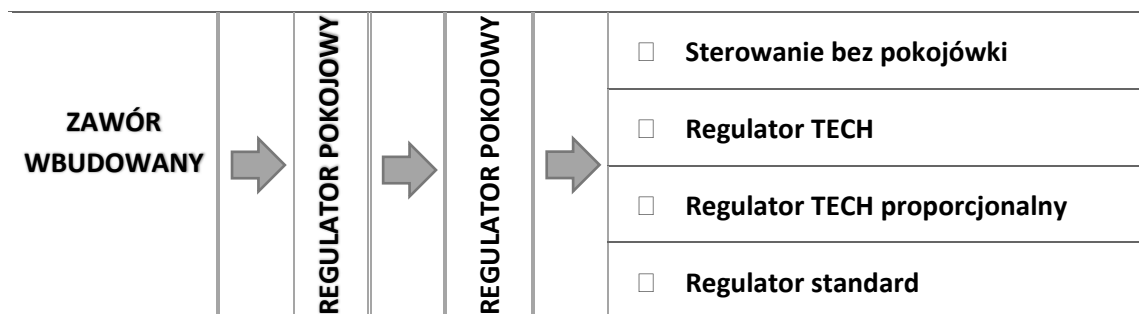 ZAWÓR
WBUDOWANY
REGULATOR POKOJOWY
REGULATOR POKOJOWY
Sterowanie bez pokojówki
Regulator TECH
Regulator TECH proporcjonalny
Regulator standard